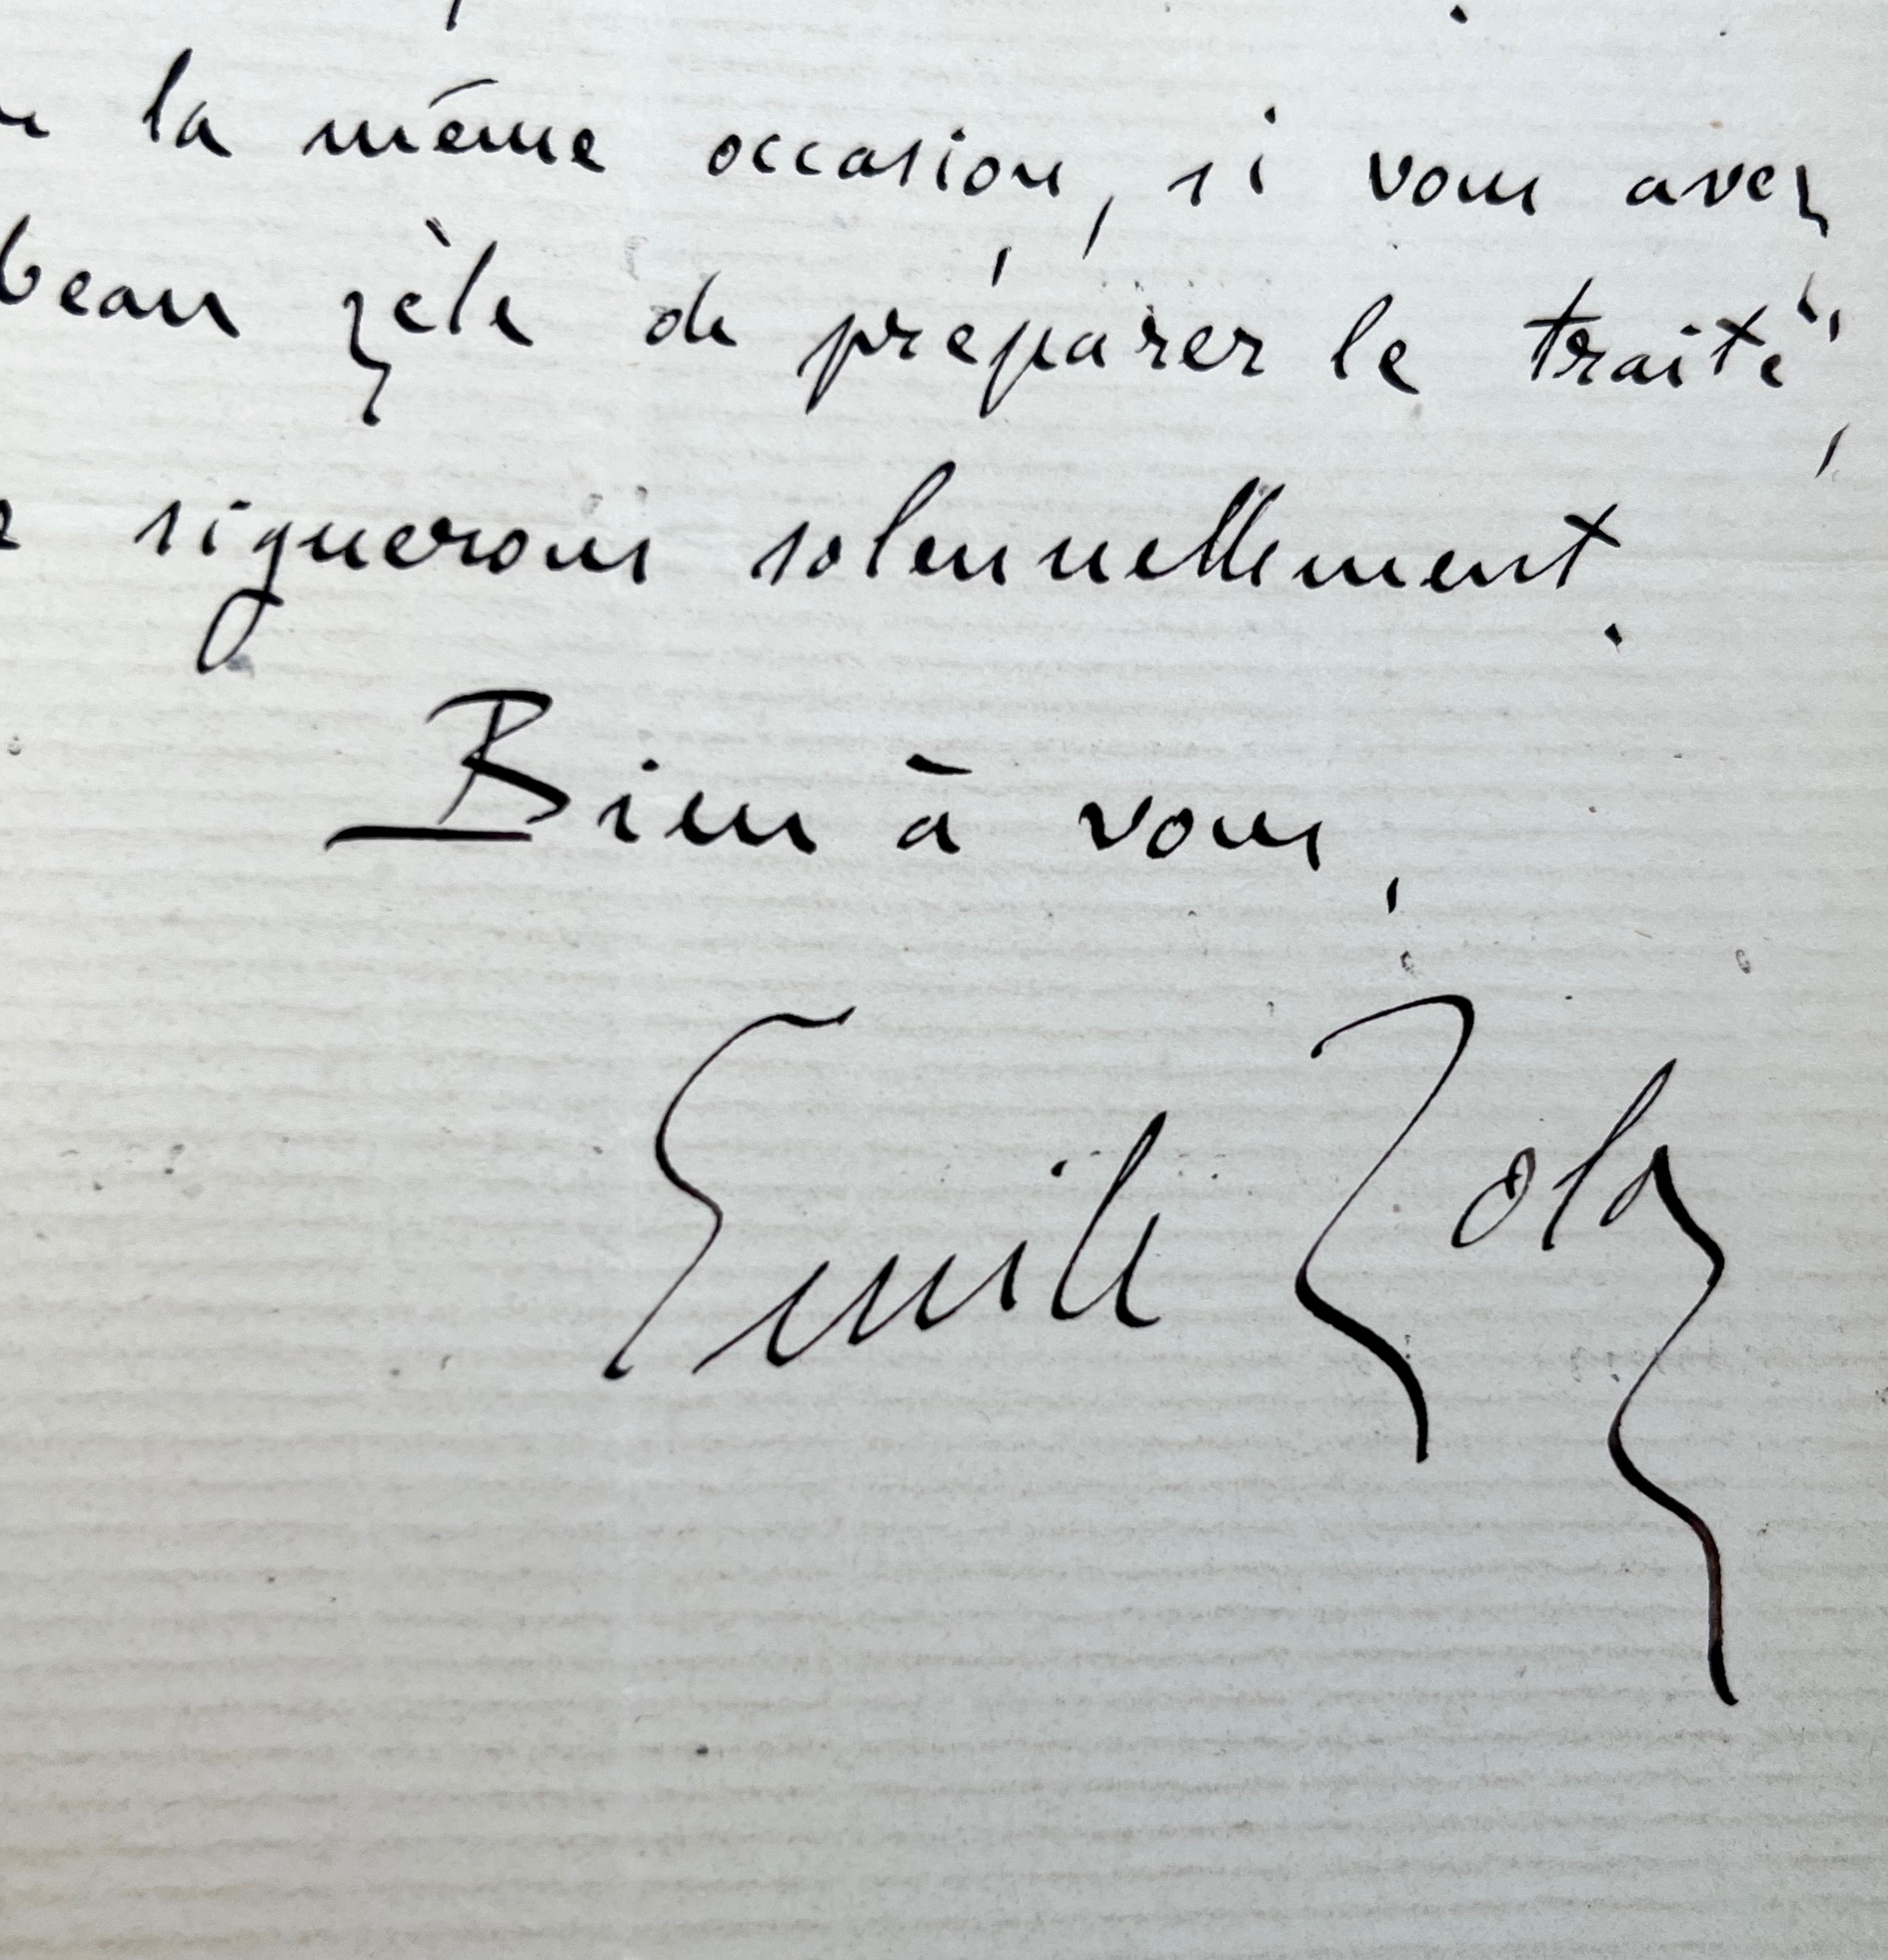 la même occasion, si vous avez
beau zèle de préparer le traité,
signerons solennellement.
Bien à vous,
Emile Zola